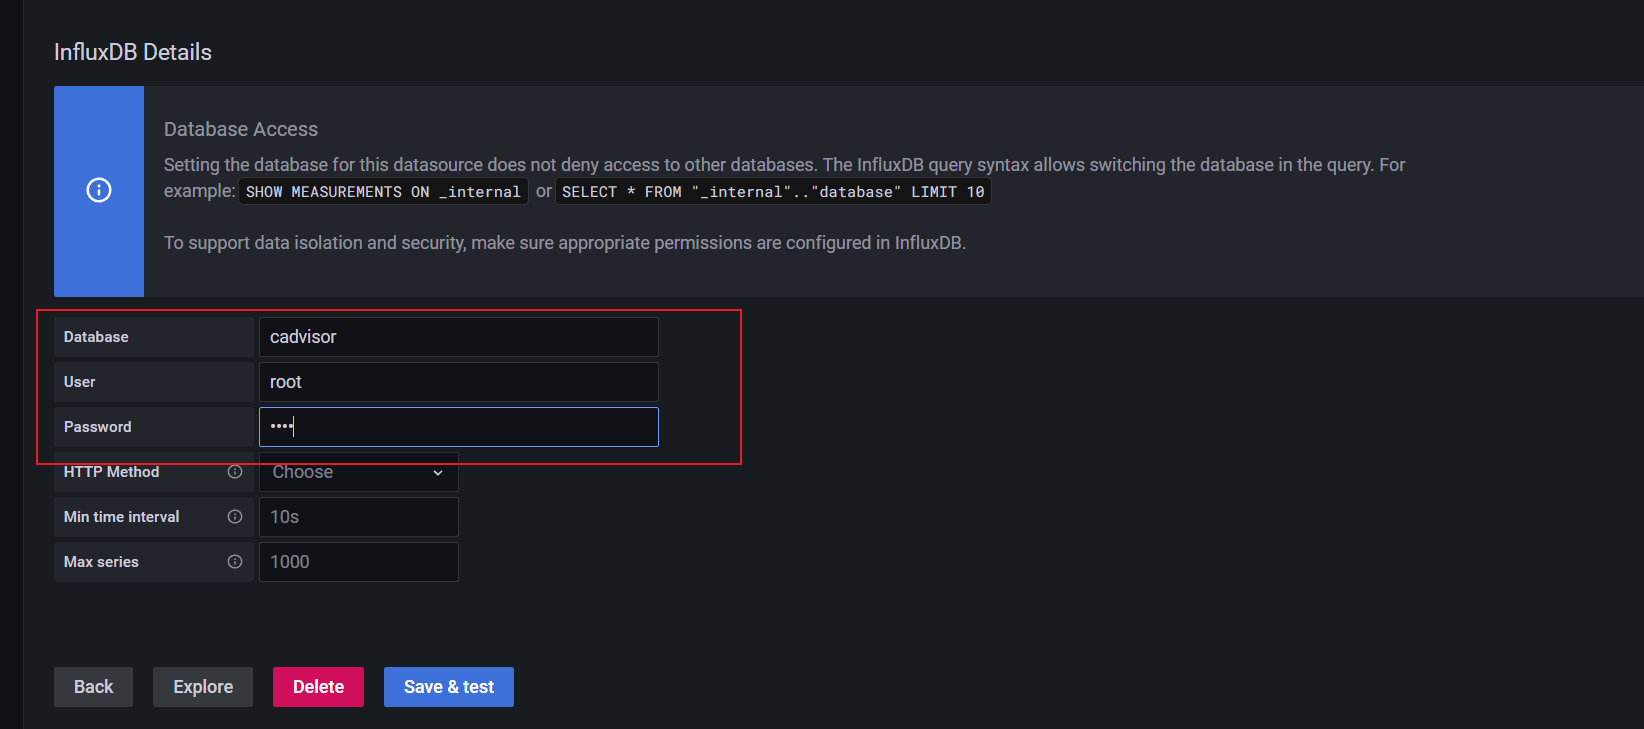 InfluxDB Details
Database Access
Setting the database for this datasource does not deny access to other databases. The InfluxDB query syntax allows switching the database in the query. For
example: SHOW MEASUREMENTS ON _internal or SELECT * FROM "_internal".."database" LIMIT 10
To support data isolation and security, make sure appropriate permissions are configured in InfluxDB.
Database cadvisor
User root
Password ••••
HTTP Method Choose
Min time interval 10s
Max series 1000
Back Explore Delete Save & test